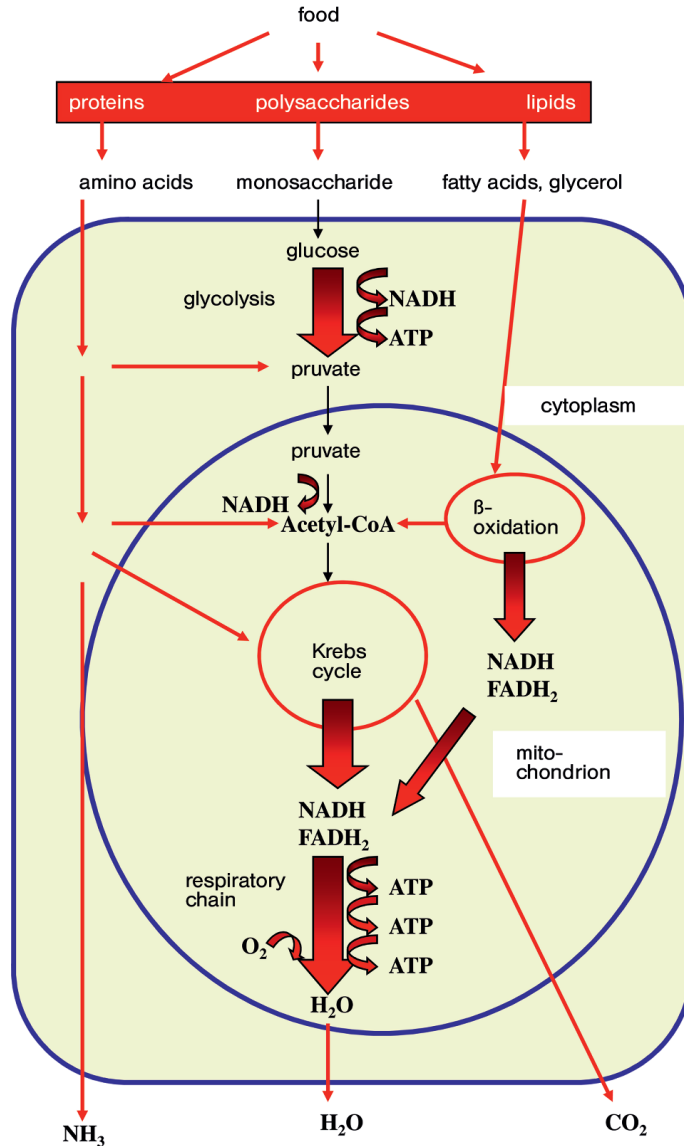 food
proteins polysaccharides lipids
amino acids monosaccharide fatty acids, glycerol
glucose
glycolysis
NADH
ATP
pruvate
cytoplasm
pruvate
NADH
Acetyl-CoA
ß-
oxidation
Krebs
cycle
NADH
FADH₂
mito-
chondrion
NADH
FADH₂
respiratory
chain
ATP
ATP
ATP
O₂
H₂O
NH₃ H₂O CO₂